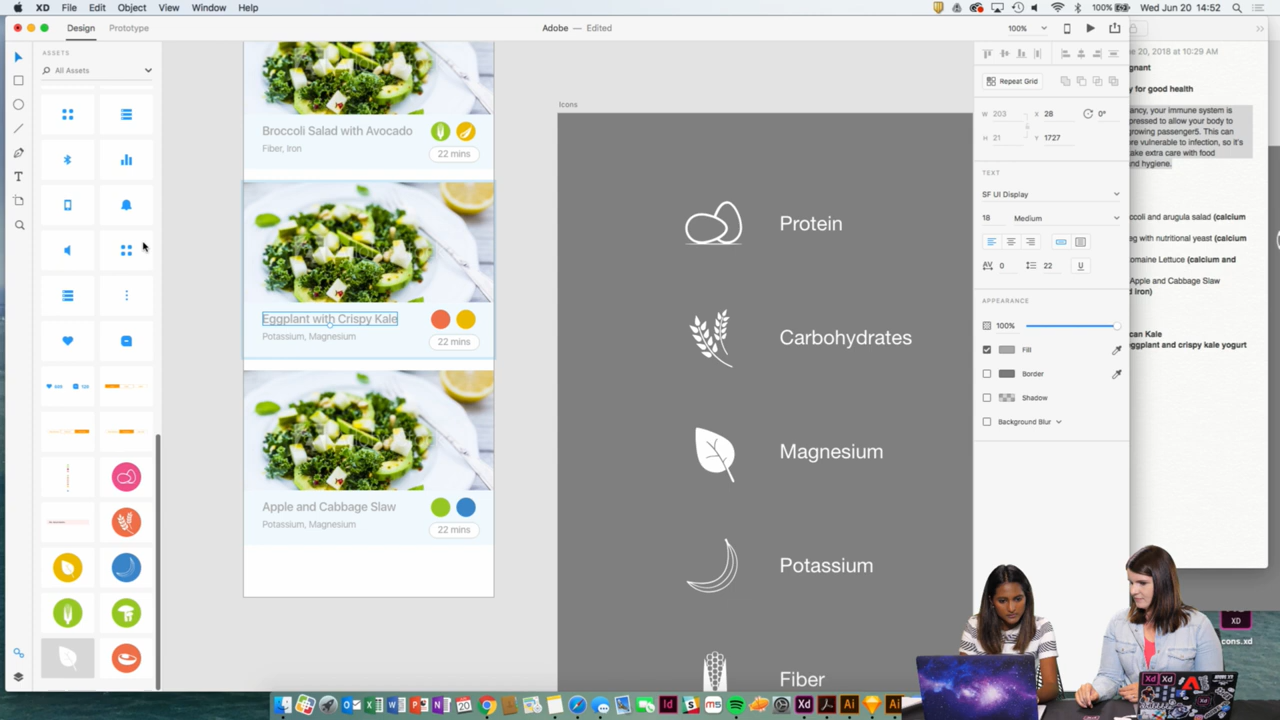 XD File Edit Object View Window Help
100% Wed Jun 20 14:52
Design Prototype
Adobe — Edited
100%
ASSETS
All Assets
Broccoli Salad with Avocado
Fiber, Iron
22 mins
Eggplant with Crispy Kale
Potassium, Magnesium
22 mins
Apple and Cabbage Slaw
Potassium, Magnesium
22 mins
Icons
Protein
Carbohydrates
Magnesium
Potassium
Fiber
Repeat Grid
W 203 X 28 0°
H 21 Y 1727
TEXT
SF UI Display
18 Medium
AV 0 22 U
APPEARANCE
100%
Fill
Border
Shadow
Background Blur
20, 2018 at 10:29 AM
gnant
y for good health
ancy, your immune system is
pressed to allow your body to
growing passenger5. This can
re vulnerable to infection, so it's
ake extra care with food
and hygiene.
coli and arugula salad (calcium
eg with nutritional yeast (calcium
omaine Lettuce (calcium and
Apple and Cabbage Slaw
d Iron)
can Kale
eggplant and crispy kale yogurt
XD
cons.xd